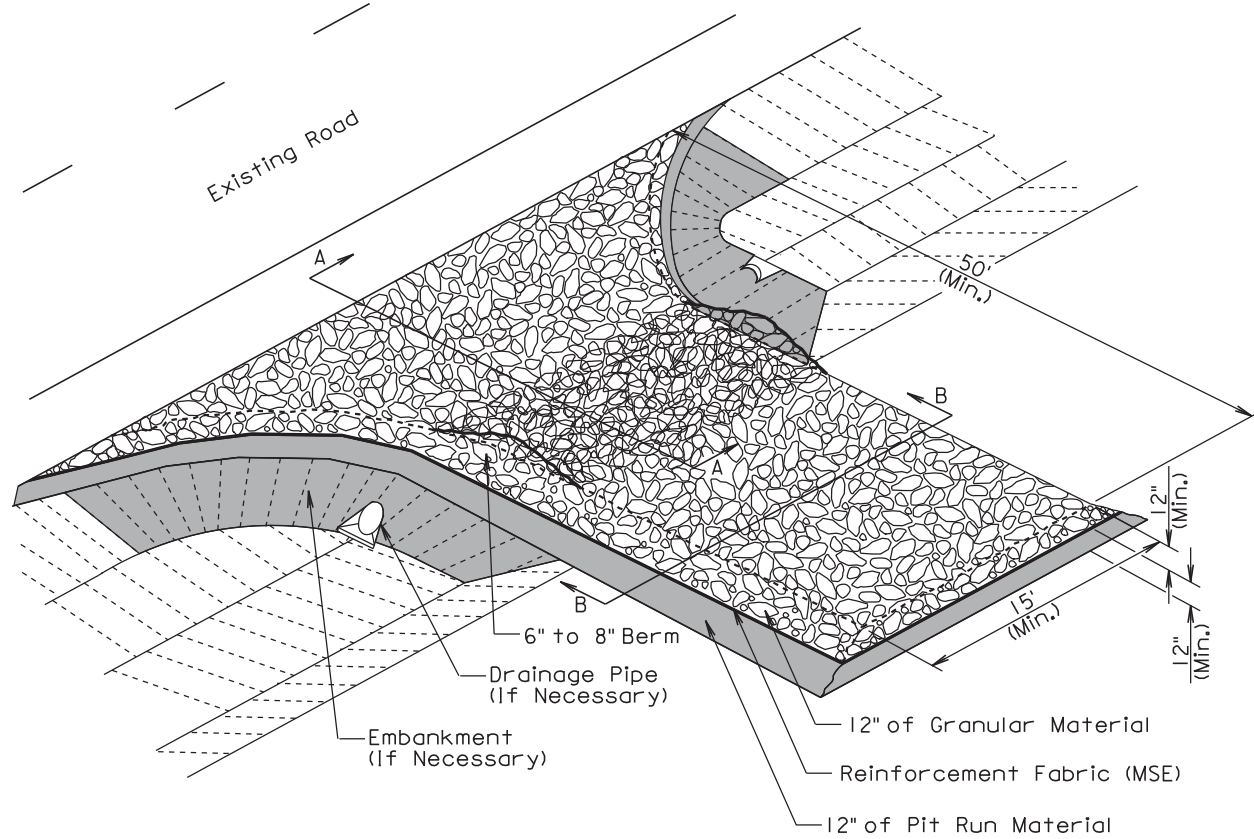 Existing Road
A
50'
(Min.)
B
A
12"
(Min.)
15'
(Min.)
12"
(Min.)
B
6" to 8" Berm
Drainage Pipe
(If Necessary)
Embankment
(If Necessary)
12" of Granular Material
Reinforcement Fabric (MSE)
12" of Pit Run Material